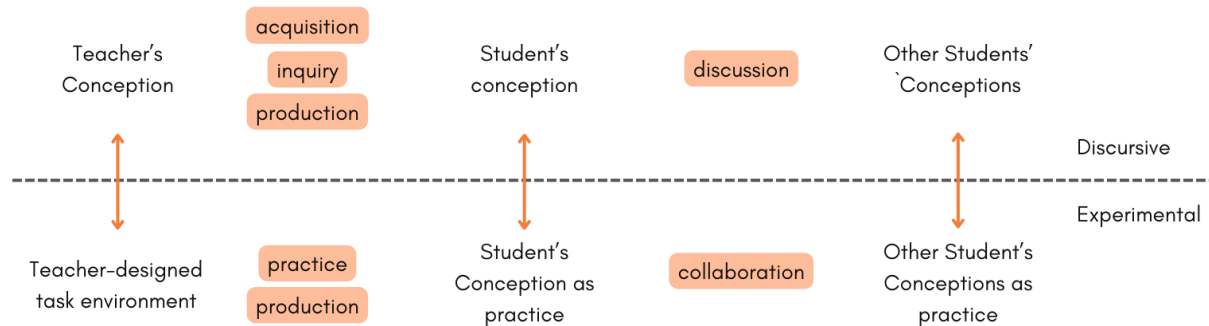 Teacher's
Conception
acquisition
inquiry
production
Student's
conception
discussion
Other Students'
`Conceptions
Discursive
Experimental
Teacher-designed
task environment
practice
production
Student's
Conception as
practice
collaboration
Other Student's
Conceptions as
practice